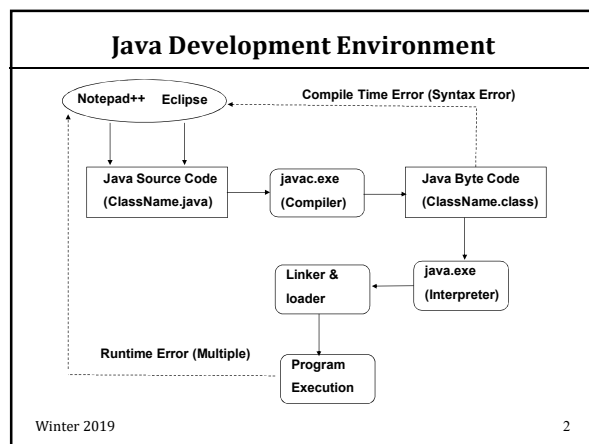 Java Development Environment
Notepad++ Eclipse
Compile Time Error (Syntax Error)
Java Source Code
(ClassName.java)
javac.exe
(Compiler)
Java Byte Code
(ClassName.class)
java.exe
(Interpreter)
Linker &
loader
Runtime Error (Multiple)
Program
Execution
Winter 2019
2